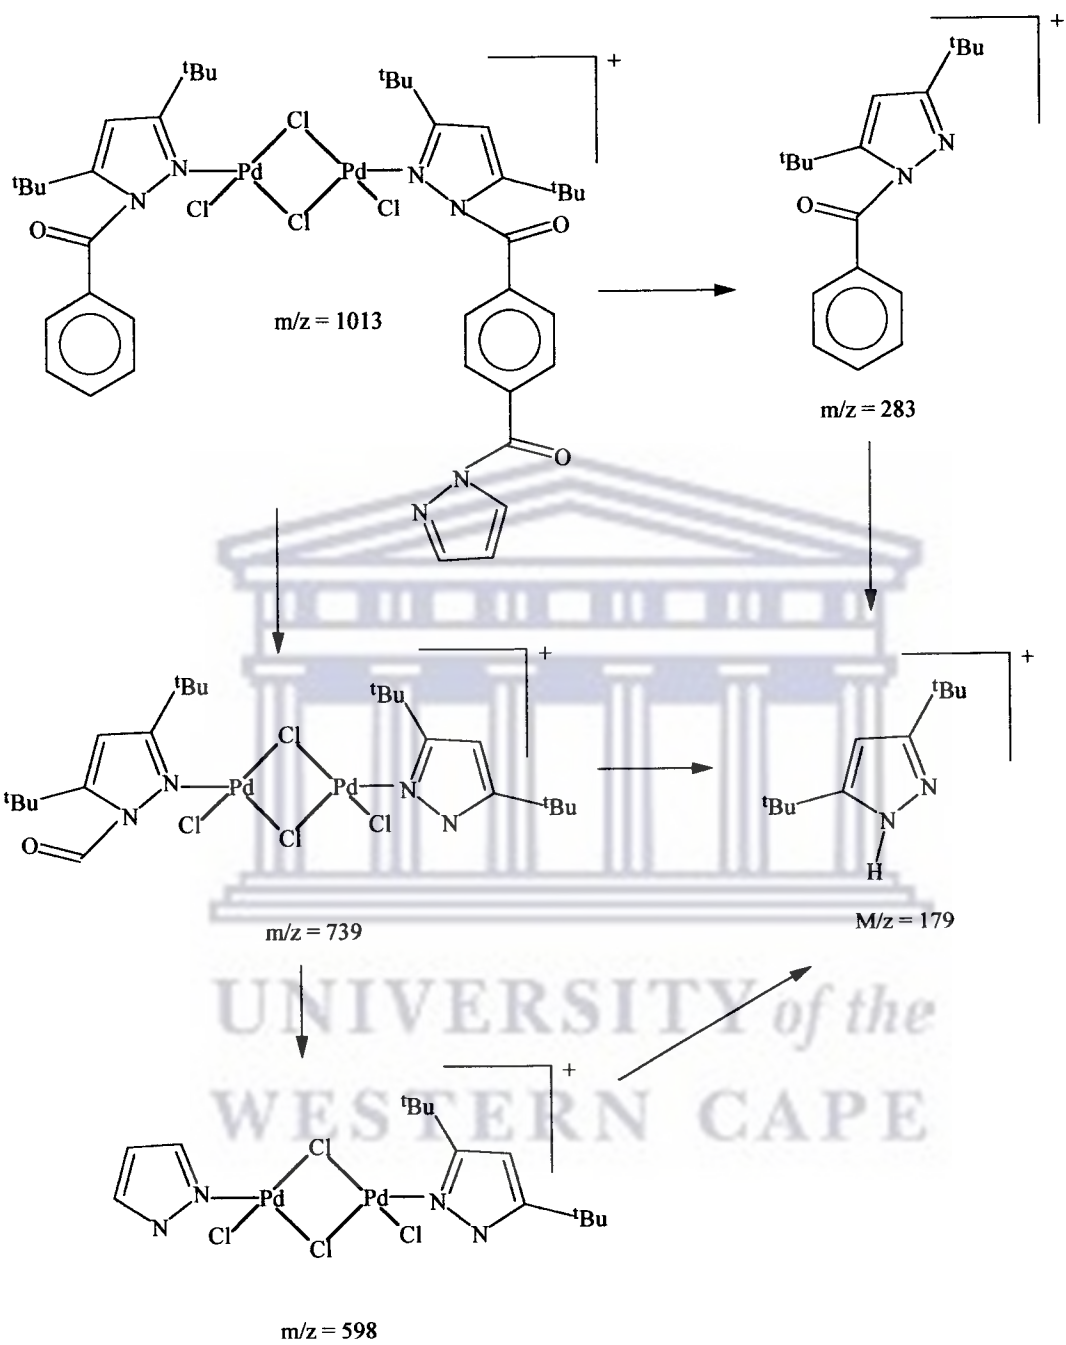 tBu
tBu
+
+
tBu
Cl
N
Pd
Pd
N
N
tBu
N
Cl
Cl
Cl
N
tBu
tBu
N
O
O
O
m/z = 1013
m/z = 283
O
N
N
tBu
+
tBu
+
tBu
Cl
N
Pd
Pd
N
N
tBu
N
Cl
Cl
Cl
N
tBu
tBu
N
O
H
m/z = 739
M/z = 179
UNIVERSITY of the
+
tBu
WESTERN CAPE
Cl
N
Pd
Pd
N
N
Cl
Cl
Cl
N
tBu
m/z = 598